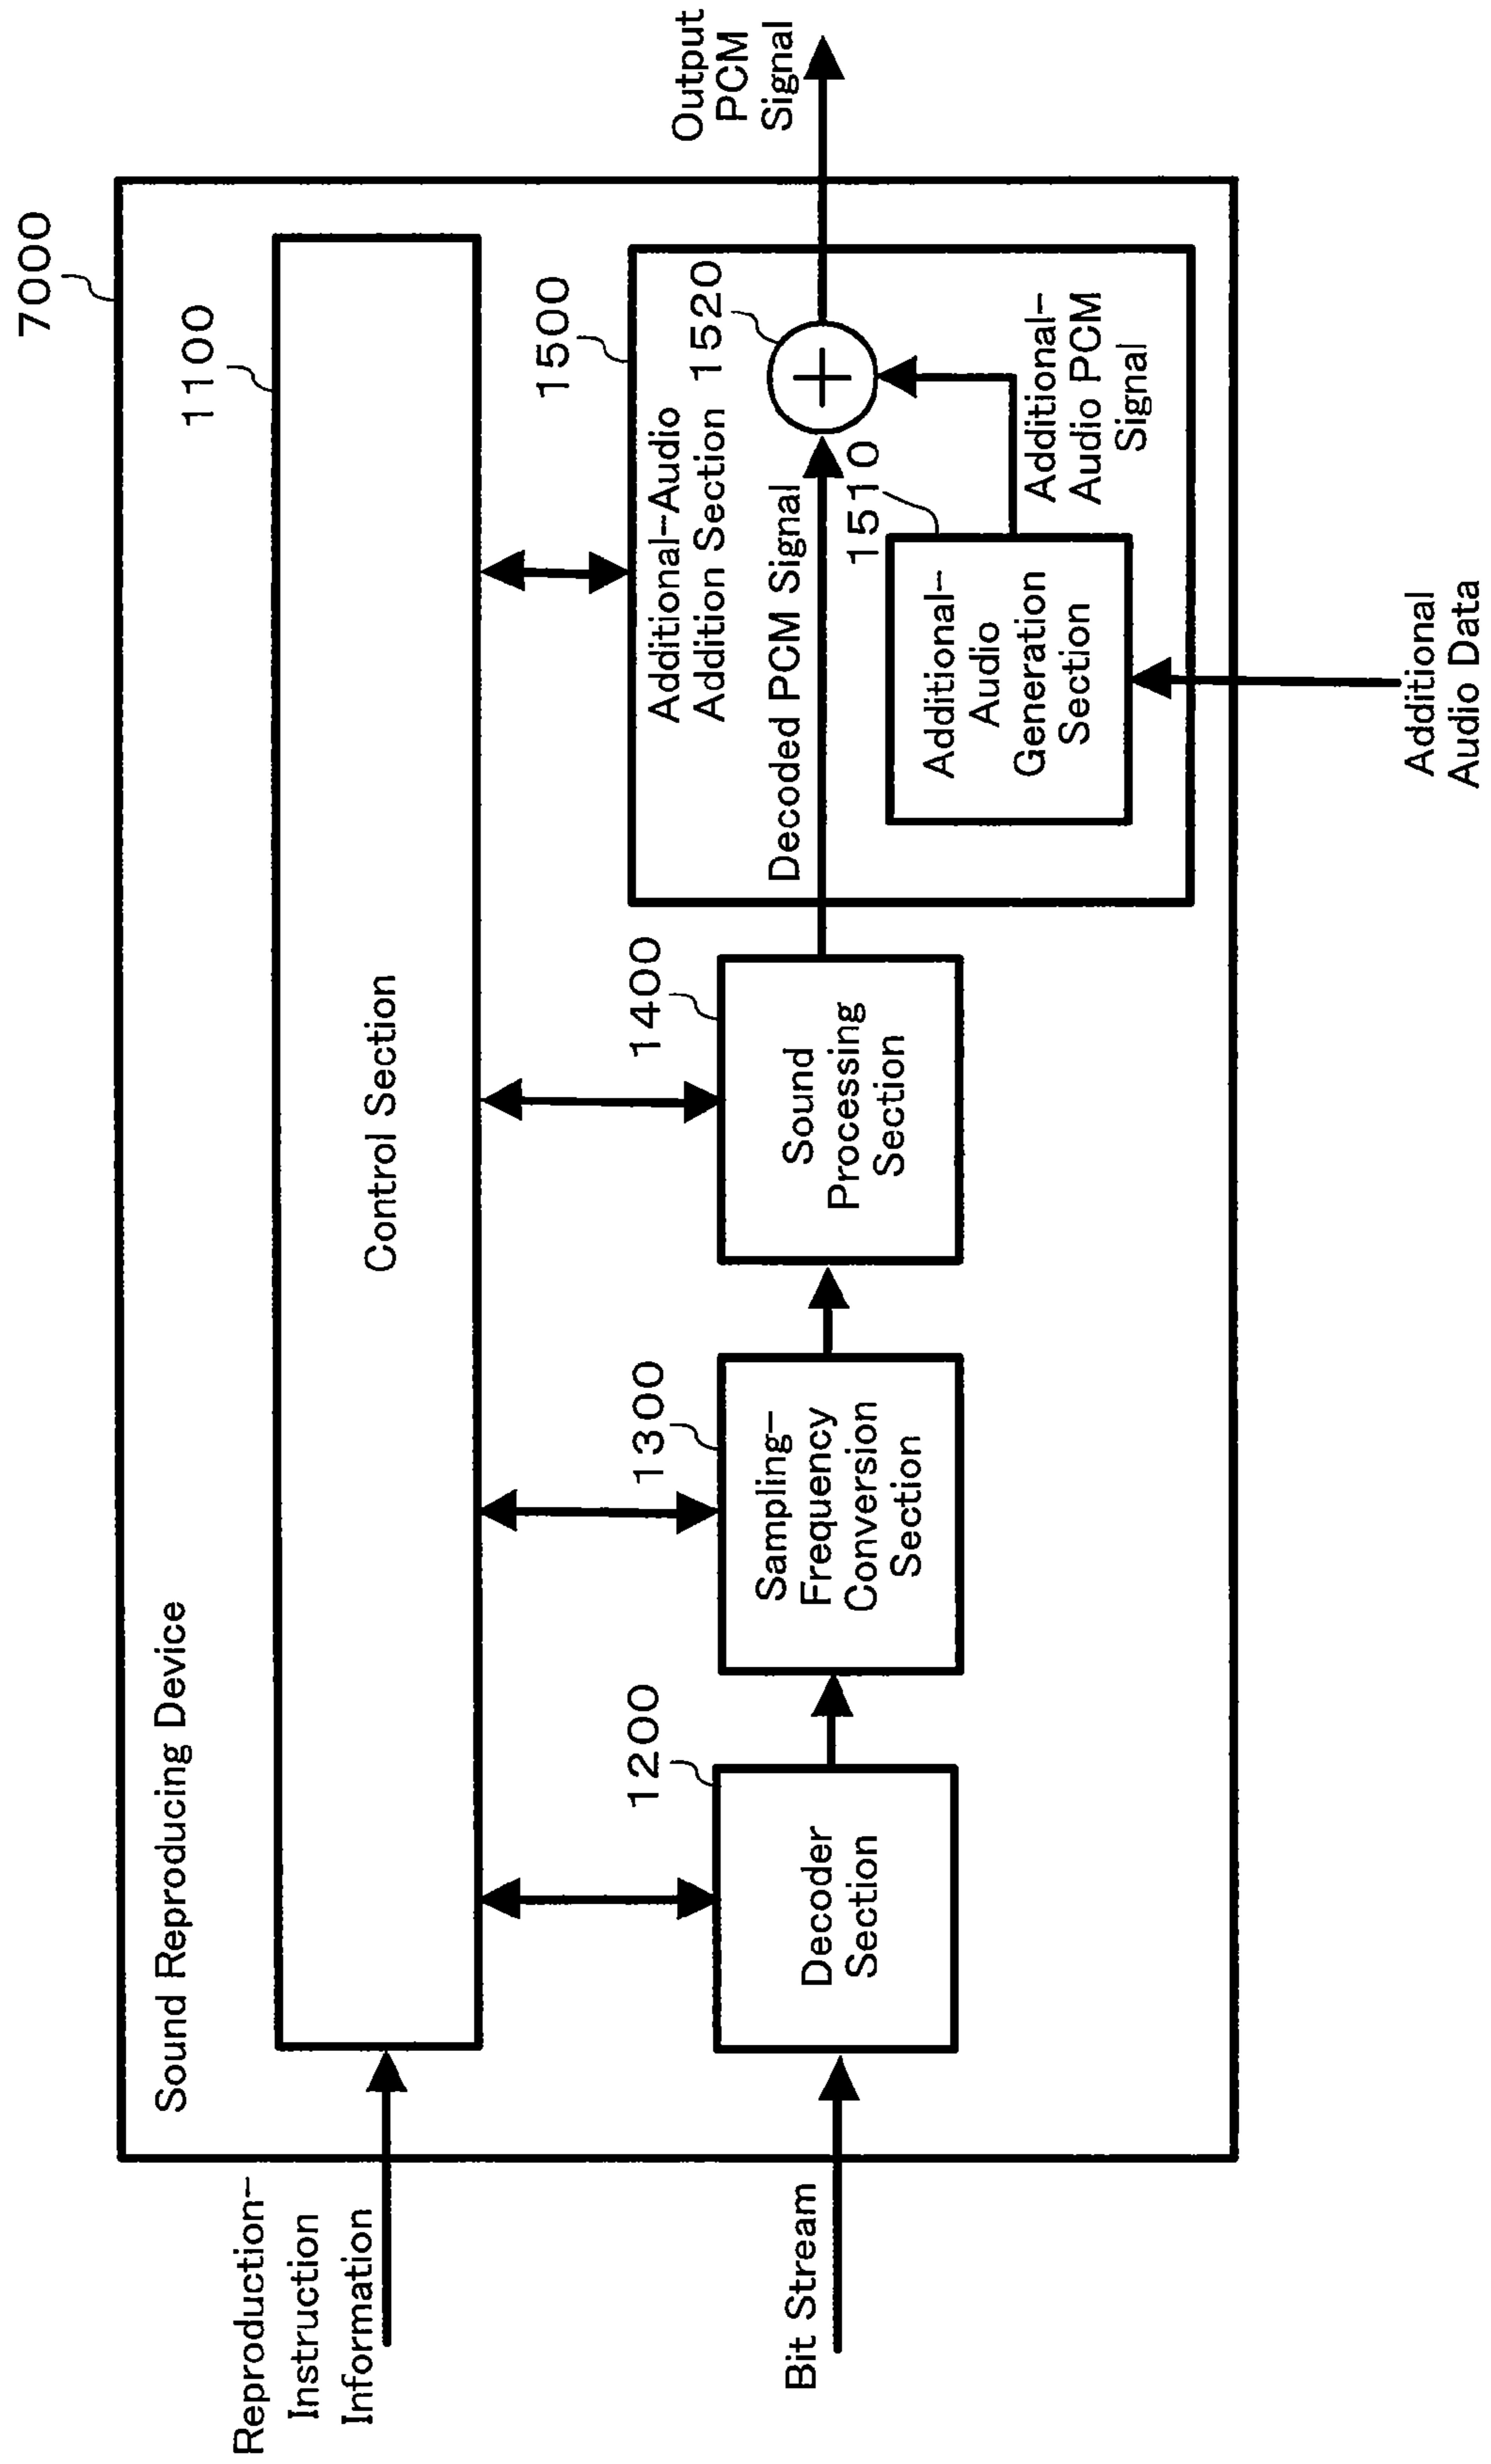 7000
Sound Reproducing Device
Reproduction-
Instruction
Information
1100
Control Section
Bit Stream
1200
Decoder
Section
1300
Sampling-
Frequency
Conversion
Section
1400
Sound
Processing
Section
1500
Additional-Audio
Addition Section
1520
Decoded PCM Signal
1510
Additional-
Audio
Generation
Section
Additional-
Audio PCM
Signal
Output
PCM
Signal
Additional
Audio Data